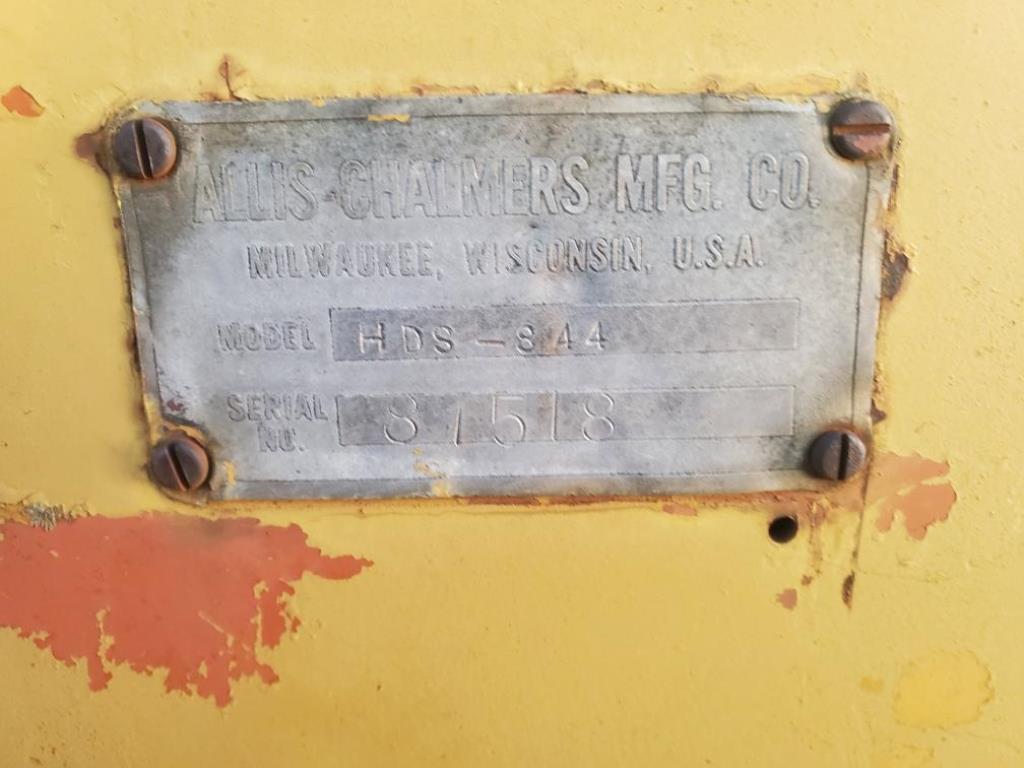 ALLIS-CHALMERS MFG. CO.
MILWAUKEE, WISCONSIN, U.S.A.
MODEL HDS-844
SERIAL NO. 87518